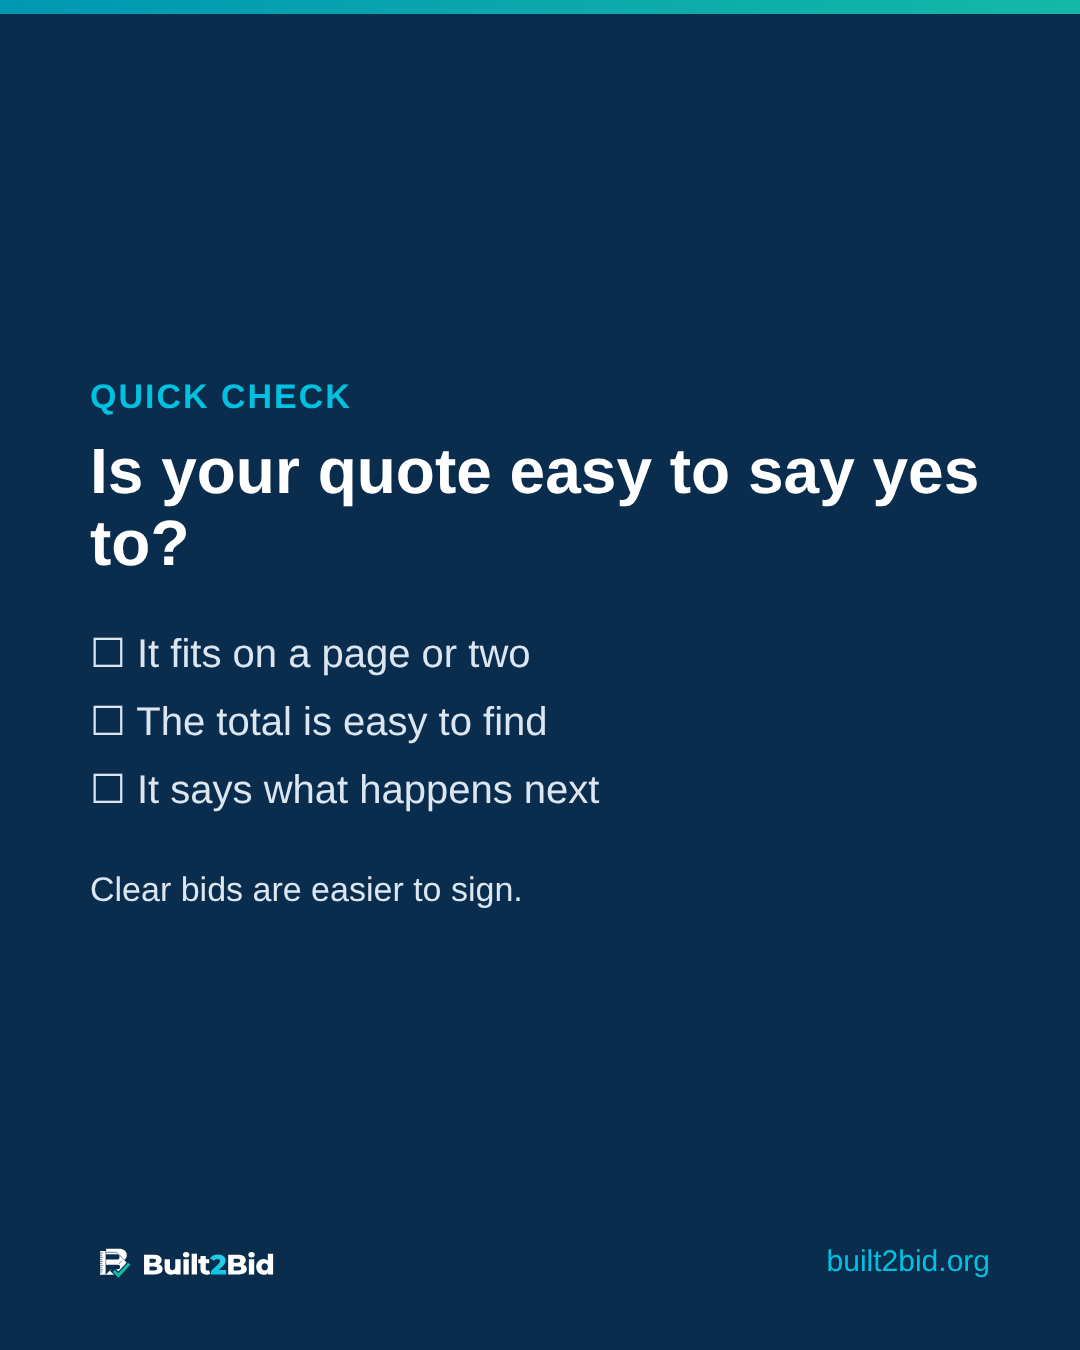 QUICK CHECK
Is your quote easy to say yes
to?
☐ It fits on a page or two
☐ The total is easy to find
☐ It says what happens next
Clear bids are easier to sign.
Built2Bid
built2bid.org